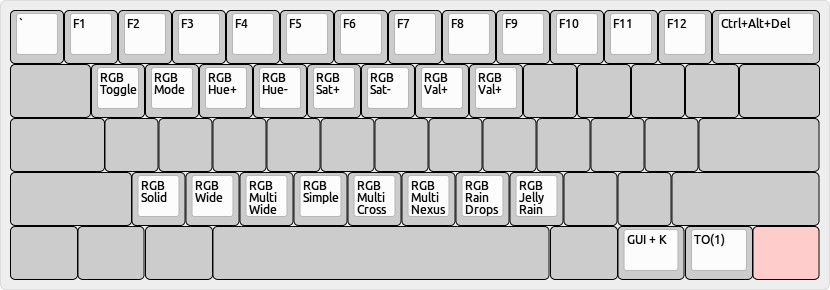 ` F1 F2 F3 F4 F5 F6 F7 F8 F9 F10 F11 F12 Ctrl+Alt+Del
RGB Toggle
RGB Mode
RGB Hue+
RGB Hue-
RGB Sat+
RGB Sat-
RGB Val+
RGB Val+
RGB Solid
RGB Wide
RGB Multi Wide
RGB Simple
RGB Multi Cross
RGB Multi Nexus
RGB Rain Drops
RGB Jelly Rain
GUI + K TO(1)